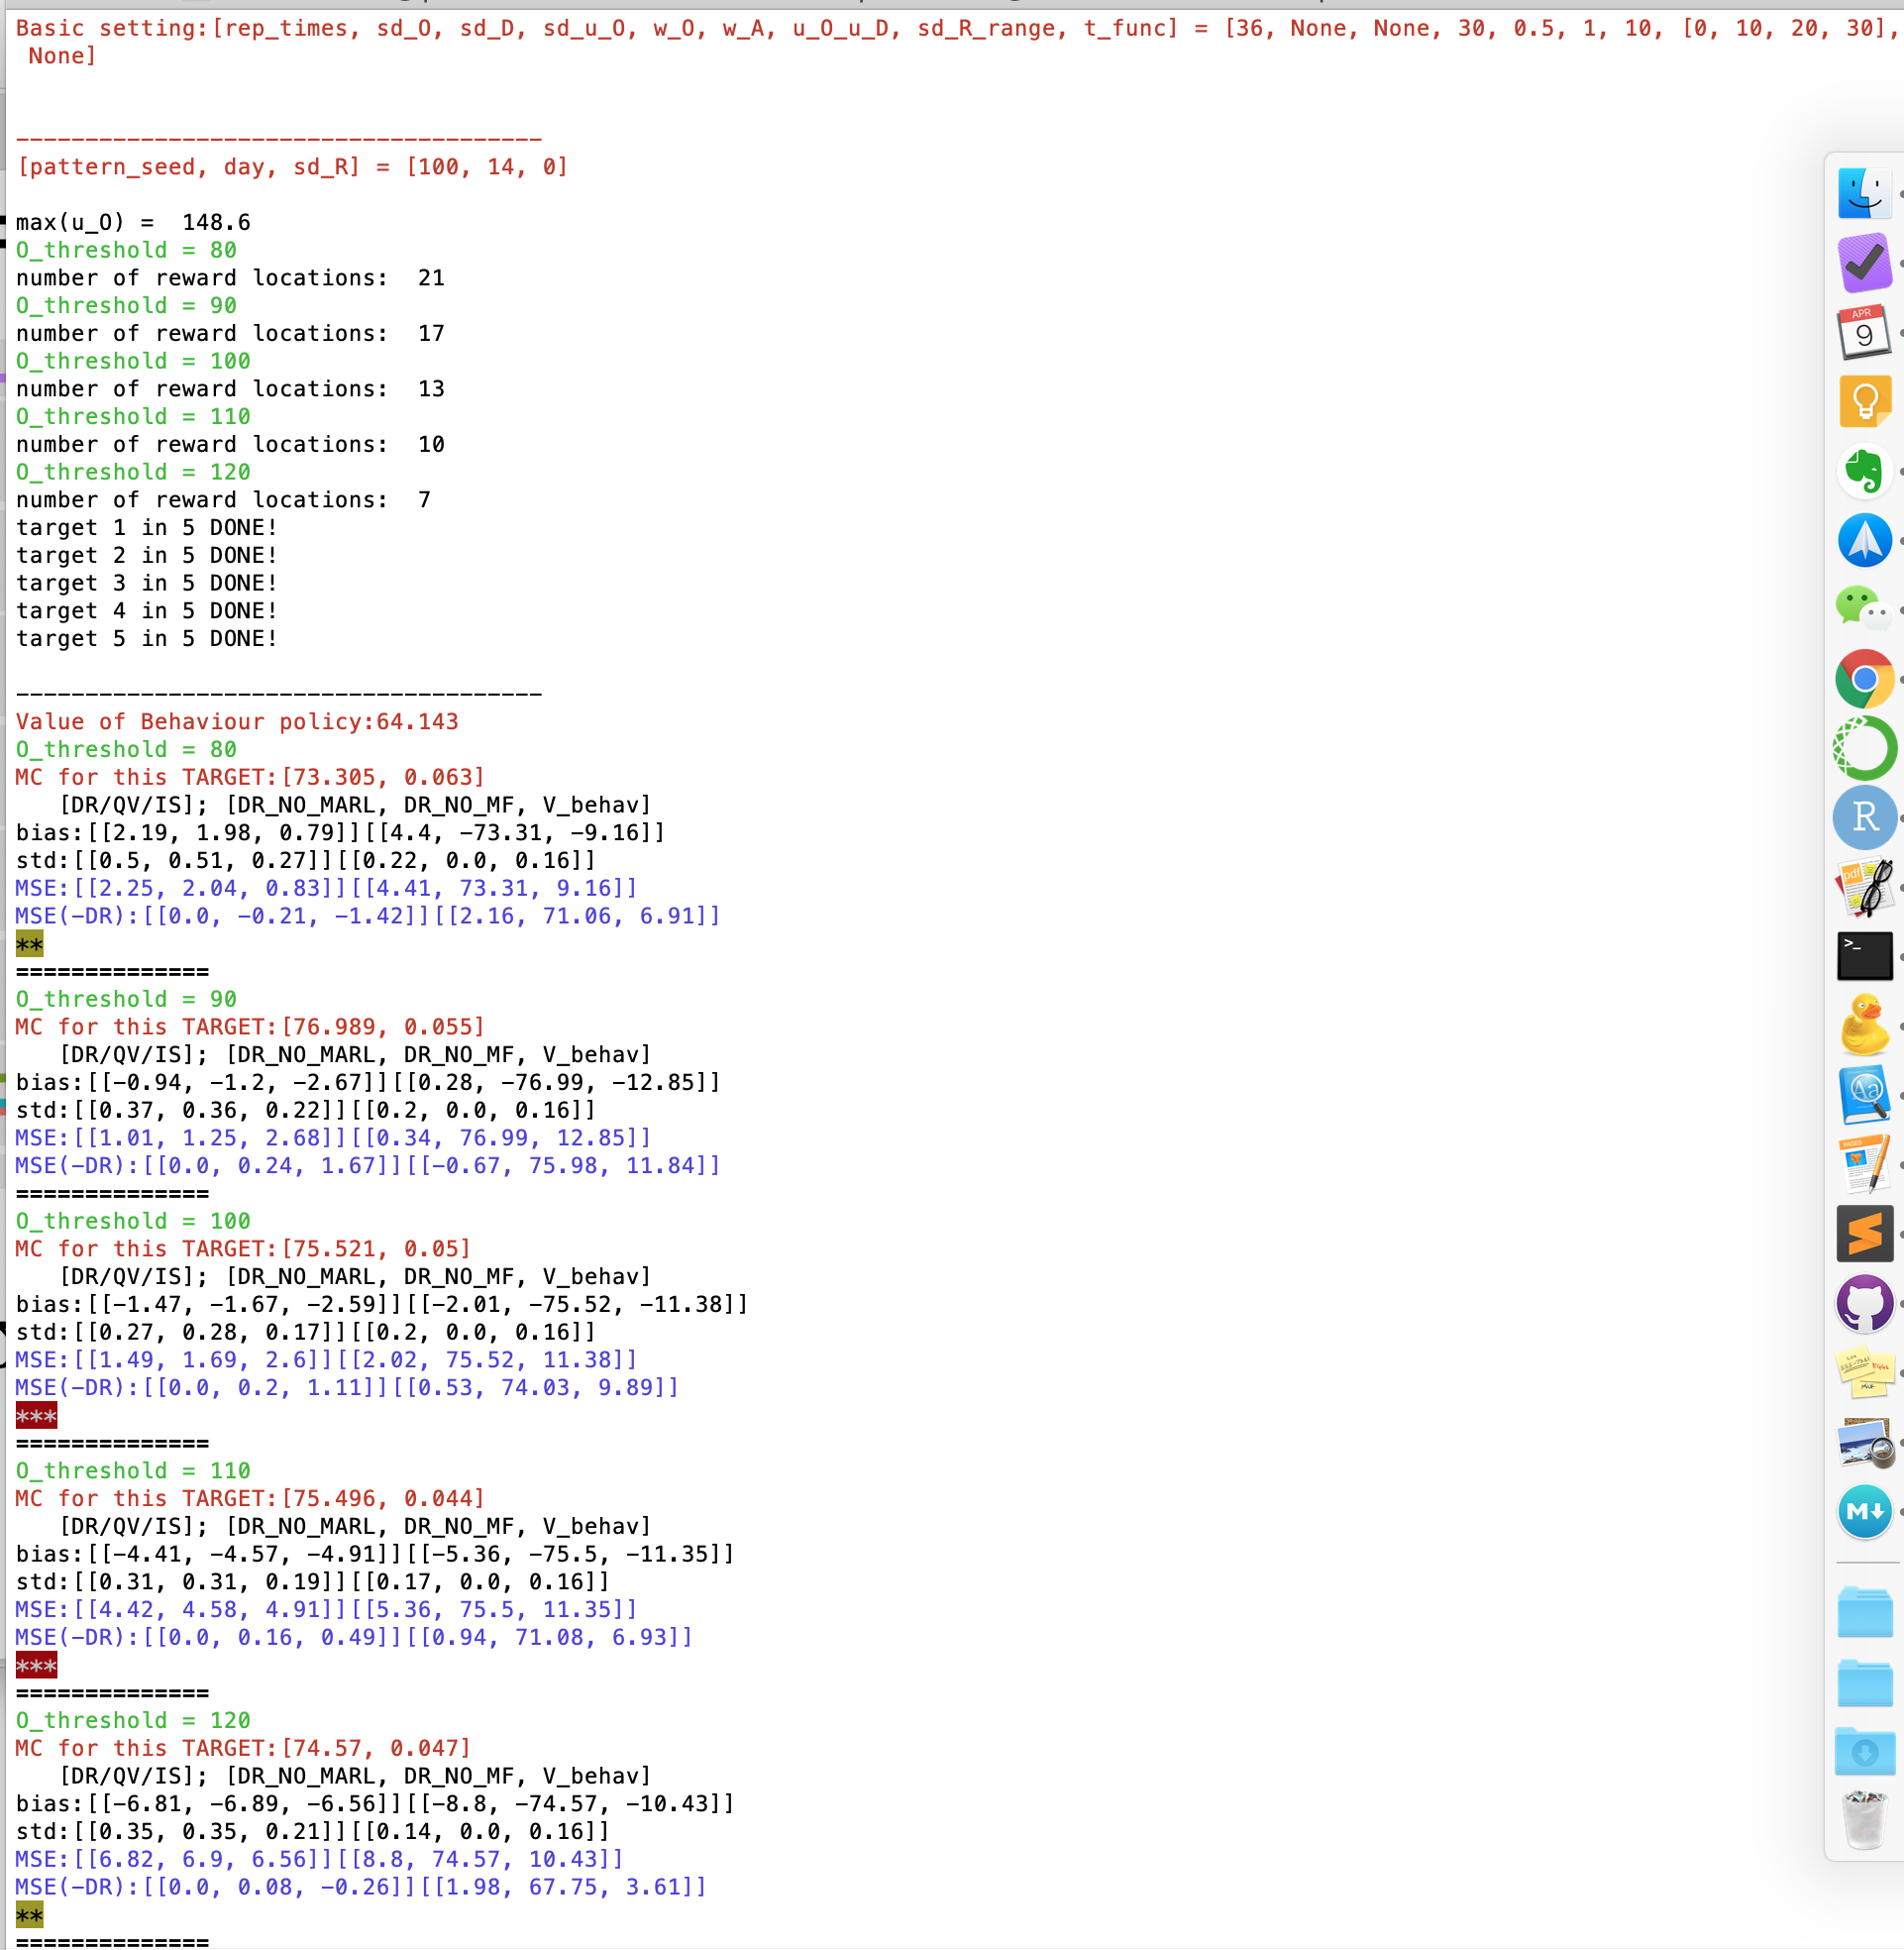 Basic setting:[rep_times, sd_O, sd_D, sd_u_O, w_O, w_A, u_O_u_D, sd_R_range, t_func] = [36, None, None, 30, 0.5, 1, 10, [0, 10, 20, 30],
None]
-------------------------------------
[pattern_seed, day, sd_R] = [100, 14, 0]
max(u_O) =  148.6
O_threshold = 80
number of reward locations:  21
O_threshold = 90
number of reward locations:  17
O_threshold = 100
number of reward locations:  13
O_threshold = 110
number of reward locations:  10
O_threshold = 120
number of reward locations:  7
target 1 in 5 DONE!
target 2 in 5 DONE!
target 3 in 5 DONE!
target 4 in 5 DONE!
target 5 in 5 DONE!
-------------------------------------
Value of Behaviour policy:64.143
O_threshold = 80
MC for this TARGET:[73.305, 0.063]
[DR/QV/IS]; [DR_NO_MARL, DR_NO_MF, V_behav]
bias:[[2.19, 1.98, 0.79]][[4.4, -73.31, -9.16]]
std:[[0.5, 0.51, 0.27]][[0.22, 0.0, 0.16]]
MSE:[[2.25, 2.04, 0.83]][[4.41, 73.31, 9.16]]
MSE(-DR):[[0.0, -0.21, -1.42]][[2.16, 71.06, 6.91]]
**
==============
O_threshold = 90
MC for this TARGET:[76.989, 0.055]
[DR/QV/IS]; [DR_NO_MARL, DR_NO_MF, V_behav]
bias:[[-0.94, -1.2, -2.67]][[0.28, -76.99, -12.85]]
std:[[0.37, 0.36, 0.22]][[0.2, 0.0, 0.16]]
MSE:[[1.01, 1.25, 2.68]][[0.34, 76.99, 12.85]]
MSE(-DR):[[0.0, 0.24, 1.67]][[-0.67, 75.98, 11.84]]
==============
O_threshold = 100
MC for this TARGET:[75.521, 0.05]
[DR/QV/IS]; [DR_NO_MARL, DR_NO_MF, V_behav]
bias:[[-1.47, -1.67, -2.59]][[-2.01, -75.52, -11.38]]
std:[[0.27, 0.28, 0.17]][[0.2, 0.0, 0.16]]
MSE:[[1.49, 1.69, 2.6]][[2.02, 75.52, 11.38]]
MSE(-DR):[[0.0, 0.2, 1.11]][[0.53, 74.03, 9.89]]
***
==============
O_threshold = 110
MC for this TARGET:[75.496, 0.044]
[DR/QV/IS]; [DR_NO_MARL, DR_NO_MF, V_behav]
bias:[[-4.41, -4.57, -4.91]][[-5.36, -75.5, -11.35]]
std:[[0.31, 0.31, 0.19]][[0.17, 0.0, 0.16]]
MSE:[[4.42, 4.58, 4.91]][[5.36, 75.5, 11.35]]
MSE(-DR):[[0.0, 0.16, 0.49]][[0.94, 71.08, 6.93]]
***
==============
O_threshold = 120
MC for this TARGET:[74.57, 0.047]
[DR/QV/IS]; [DR_NO_MARL, DR_NO_MF, V_behav]
bias:[[-6.81, -6.89, -6.56]][[-8.8, -74.57, -10.43]]
std:[[0.35, 0.35, 0.21]][[0.14, 0.0, 0.16]]
MSE:[[6.82, 6.9, 6.56]][[8.8, 74.57, 10.43]]
MSE(-DR):[[0.0, 0.08, -0.26]][[1.98, 67.75, 3.61]]
**
==============
APR
9
R
pdf
>_
Aa
PAGES
S
M↓